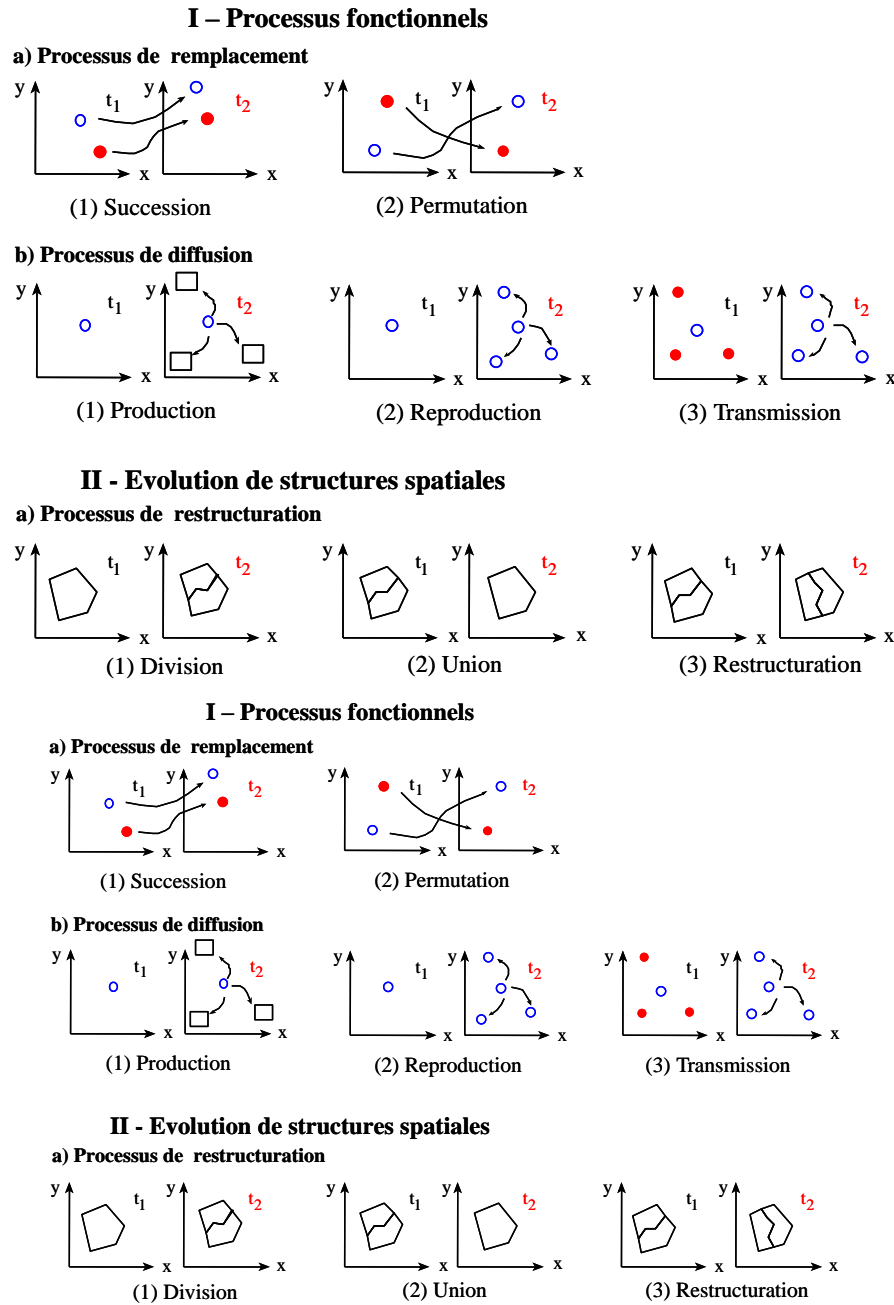 I – Processus fonctionnels
a) Processus de remplacement
y t1 y t2 x x
y t1 y t2 x x
(1) Succession (2) Permutation
b) Processus de diffusion
y t1 y t2 x x
y t1 y t2 x x
y t1 y t2 x x
(1) Production (2) Reproduction (3) Transmission
II - Evolution de structures spatiales
a) Processus de restructuration
y t1 y t2 x x
y t1 y t2 x x
y t1 y t2 x x
(1) Division (2) Union (3) Restructuration
I – Processus fonctionnels
a) Processus de remplacement
y t1 y t2 x x
y t1 y t2 x x
(1) Succession (2) Permutation
b) Processus de diffusion
y t1 y t2 x x
y t1 y t2 x x
y t1 y t2 x x
(1) Production (2) Reproduction (3) Transmission
II - Evolution de structures spatiales
a) Processus de restructuration
y t1 y t2 x x
y t1 y t2 x x
y t1 y t2 x x
(1) Division (2) Union (3) Restructuration